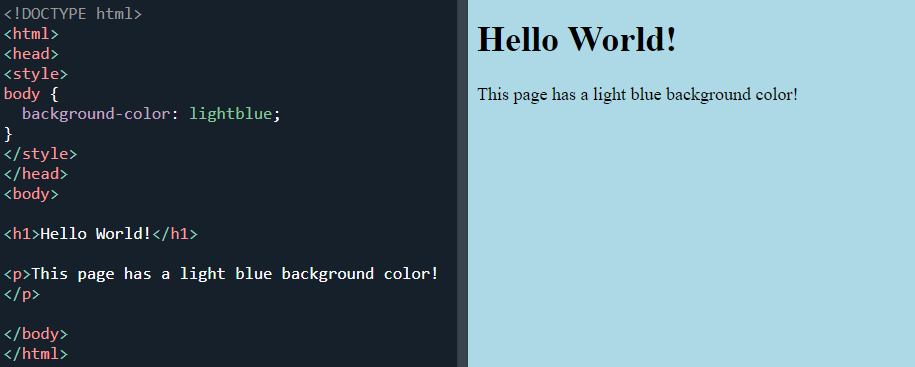 <!DOCTYPE html>
<html>
<head>
<style>
body {
  background-color: lightblue;
}
</style>
</head>
<body>

<h1>Hello World!</h1>

<p>This page has a light blue background color!
</p>

</body>
</html>
Hello World!
This page has a light blue background color!